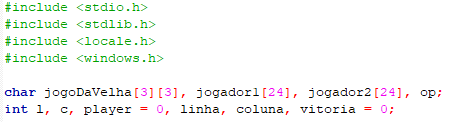 #include <stdio.h>
#include <stdlib.h>
#include <locale.h>
#include <windows.h>
char jogoDaVelha[3][3], jogador1[24], jogador2[24], op;
int l, c, player = 0, linha, coluna, vitoria = 0;